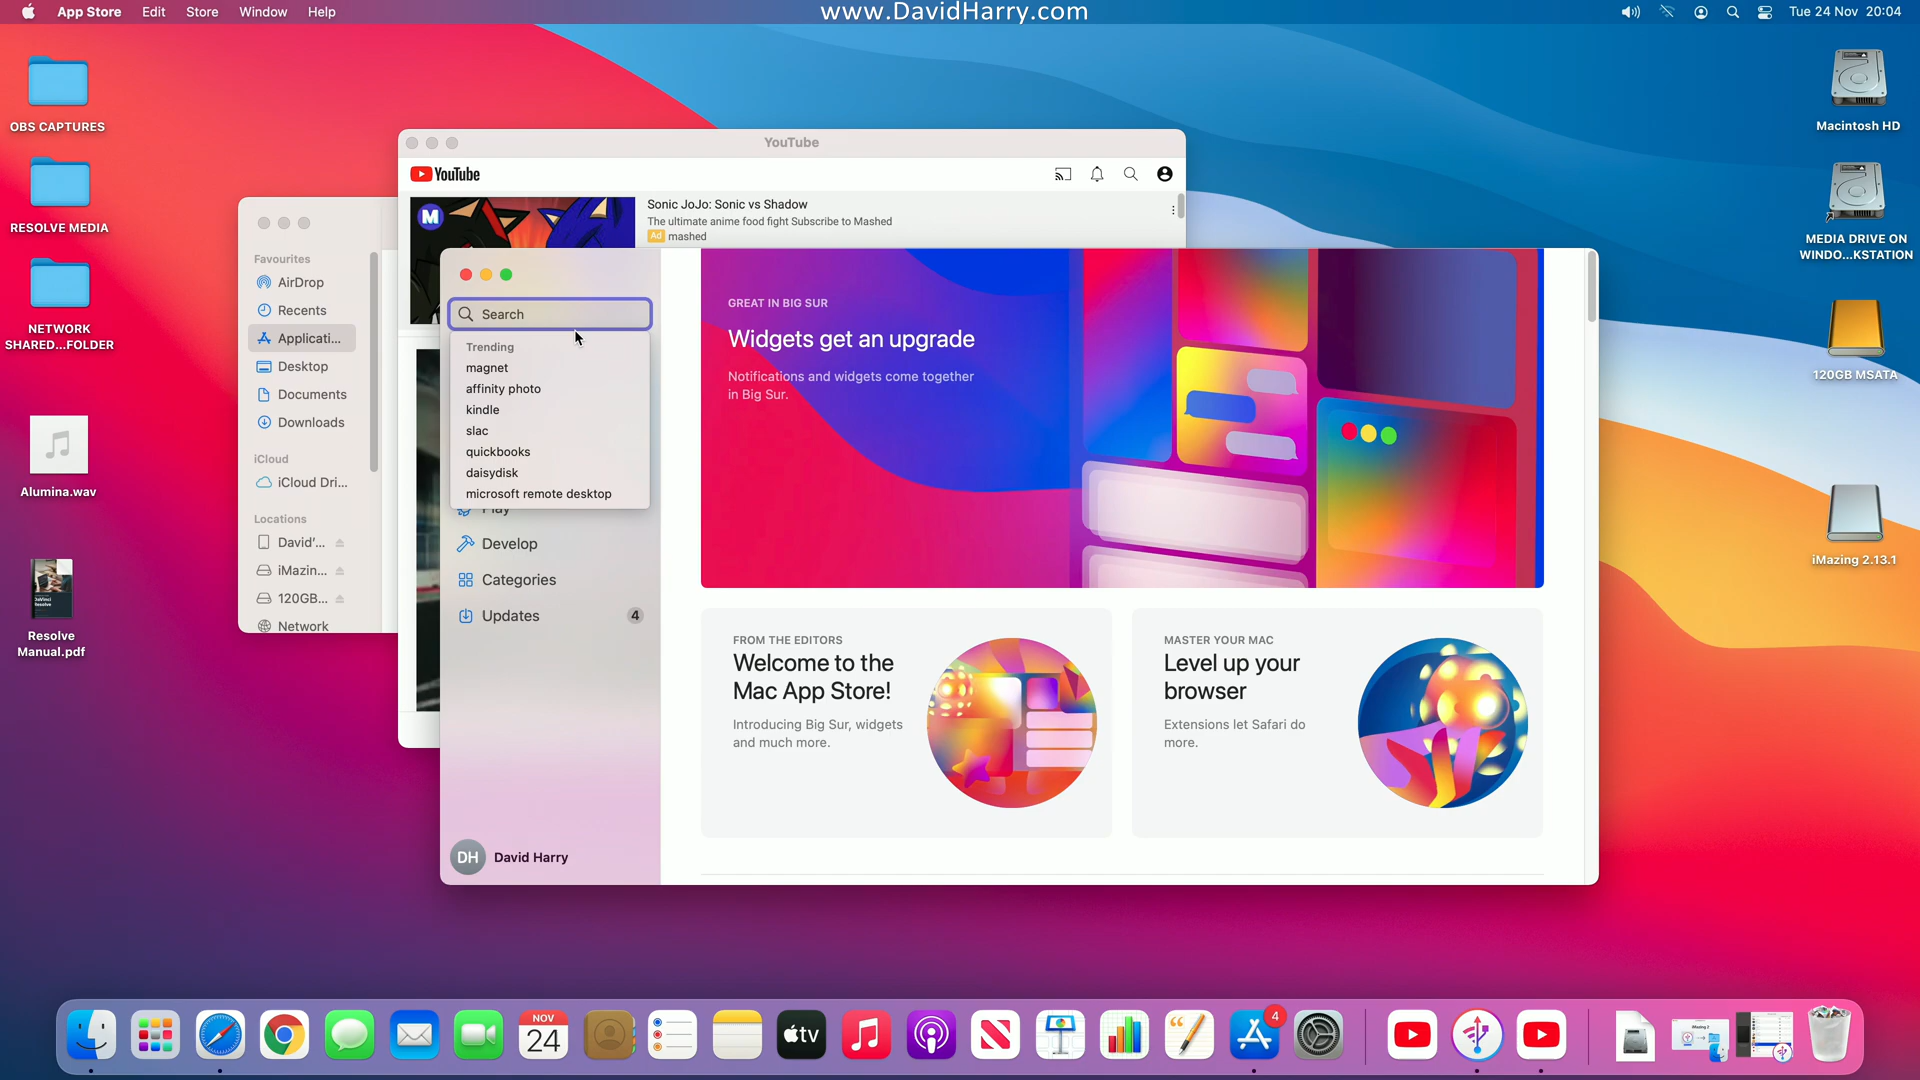 App Store Edit Store Window Help
www.DavidHarry.com
Tue 24 Nov 20:04
OBS CAPTURES
RESOLVE MEDIA
NETWORK
SHARED...FOLDER
Alumina.wav
Resolve
Manual.pdf
Macintosh HD
MEDIA DRIVE ON
WINDO...KSTATION
120GB MSATA
iMazing 2.13.1
Favourites
AirDrop
Recents
Applicati...
Desktop
Documents
Downloads
iCloud
iCloud Dri...
Locations
David'...
iMazin...
120GB...
Network
YouTube
YouTube
M
Sonic JoJo: Sonic vs Shadow
The ultimate anime food fight Subscribe to Mashed
Ad mashed
Search
Trending
magnet
affinity photo
kindle
slac
quickbooks
daisydisk
microsoft remote desktop
Play
Develop
Categories
Updates 4
DH David Harry
GREAT IN BIG SUR
Widgets get an upgrade
Notifications and widgets come together
in Big Sur.
FROM THE EDITORS
Welcome to the
Mac App Store!
Introducing Big Sur, widgets
and much more.
MASTER YOUR MAC
Level up your
browser
Extensions let Safari do
more.
NOV
24
tv
4